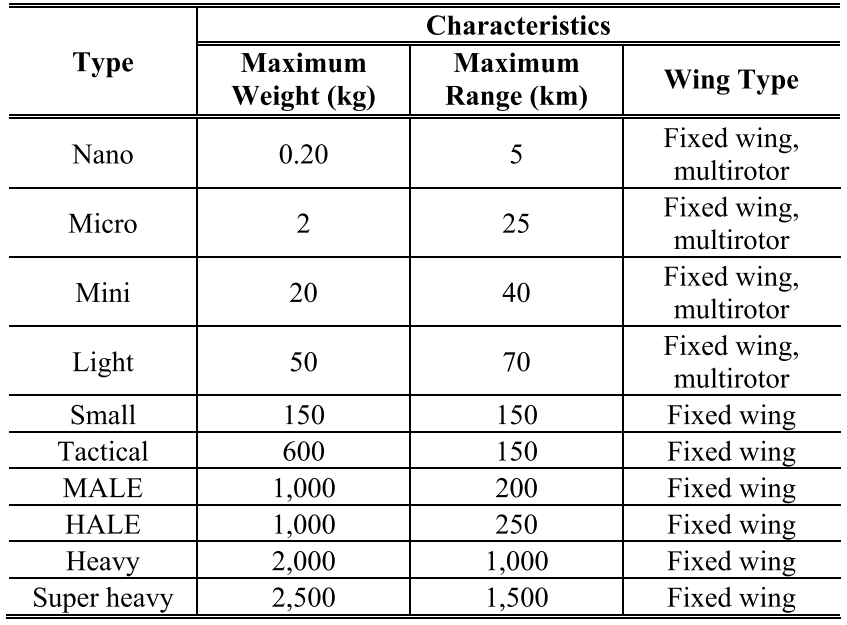 Type
Characteristics
Maximum
Weight (kg)
Maximum
Range (km)
Wing Type
Nano
0.20
5
Fixed wing,
multirotor
Micro
2
25
Fixed wing,
multirotor
Mini
20
40
Fixed wing,
multirotor
Light
50
70
Fixed wing,
multirotor
Small
150
150
Fixed wing
Tactical
600
150
Fixed wing
MALE
1,000
200
Fixed wing
HALE
1,000
250
Fixed wing
Heavy
2,000
1,000
Fixed wing
Super heavy
2,500
1,500
Fixed wing